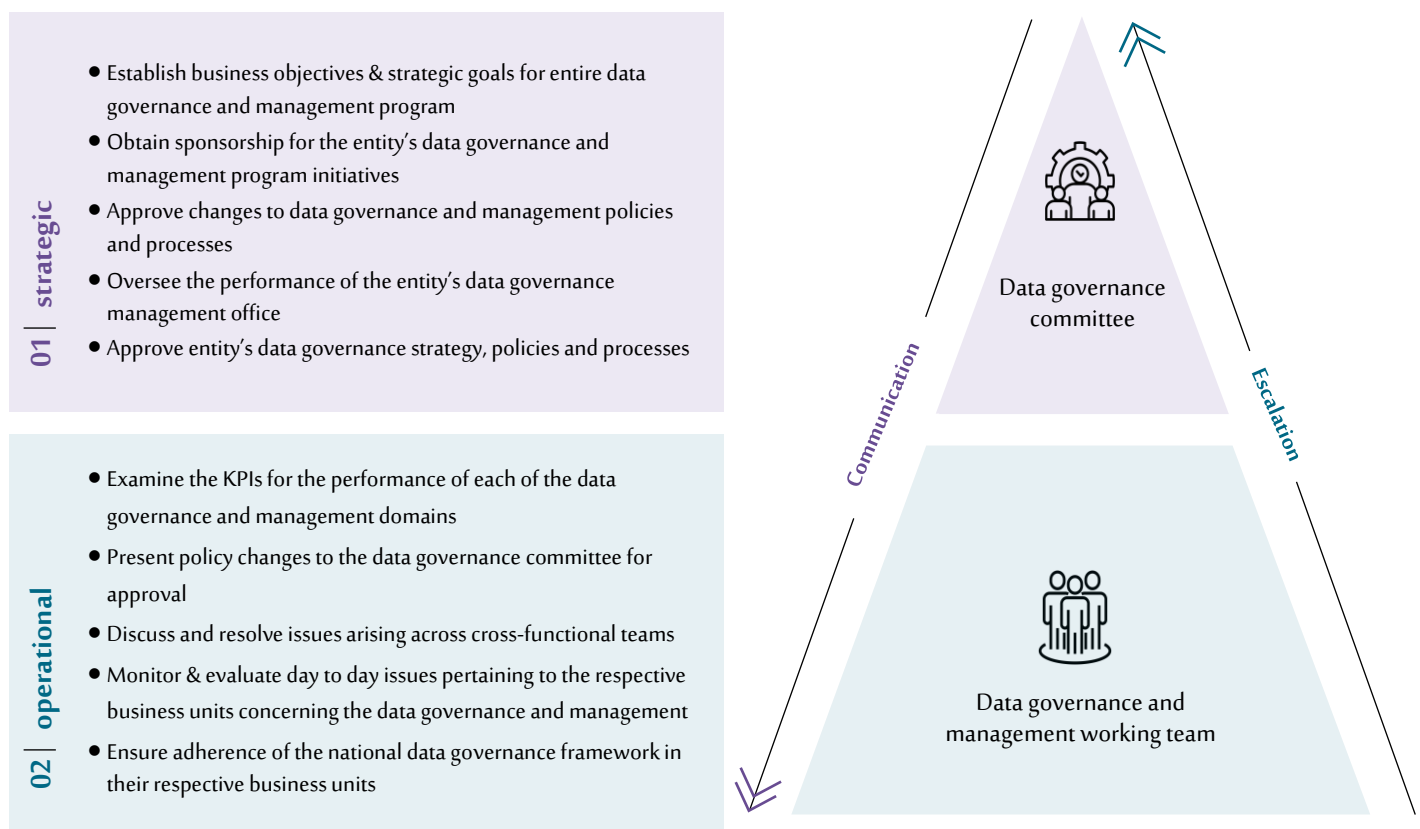 01 | strategic
● Establish business objectives & strategic goals for entire data
governance and management program
● Obtain sponsorship for the entity's data governance and
management program initiatives
● Approve changes to data governance and management policies
and processes
● Oversee the performance of the entity's data governance
management office
● Approve entity's data governance strategy, policies and processes
02 | operational
● Examine the KPIs for the performance of each of the data
governance and management domains
● Present policy changes to the data governance committee for
approval
● Discuss and resolve issues arising across cross-functional teams
● Monitor & evaluate day to day issues pertaining to the respective
business units concerning the data governance and management
● Ensure adherence of the national data governance framework in
their respective business units
Communication
Data governance
committee
Escalation
Data governance and
management working team